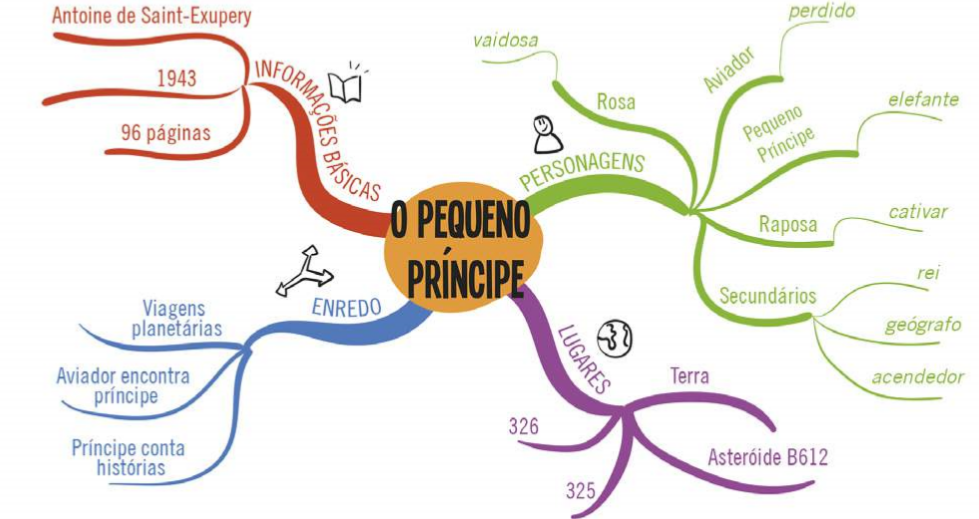 Antoine de Saint-Exupery
1943
96 páginas
INFORMAÇÕES BÁSICAS
vaidosa
Rosa
perdido
Aviador
elefante
Pequeno
Príncipe
PERSONAGENS
Raposa
cativar
Secundários
rei
geógrafo
acendedor
O PEQUENO
PRÍNCIPE
ENREDO
Viagens
planetárias
Aviador encontra
príncipe
Príncipe conta
histórias
LUGARES
Terra
Asteróide B612
326
325